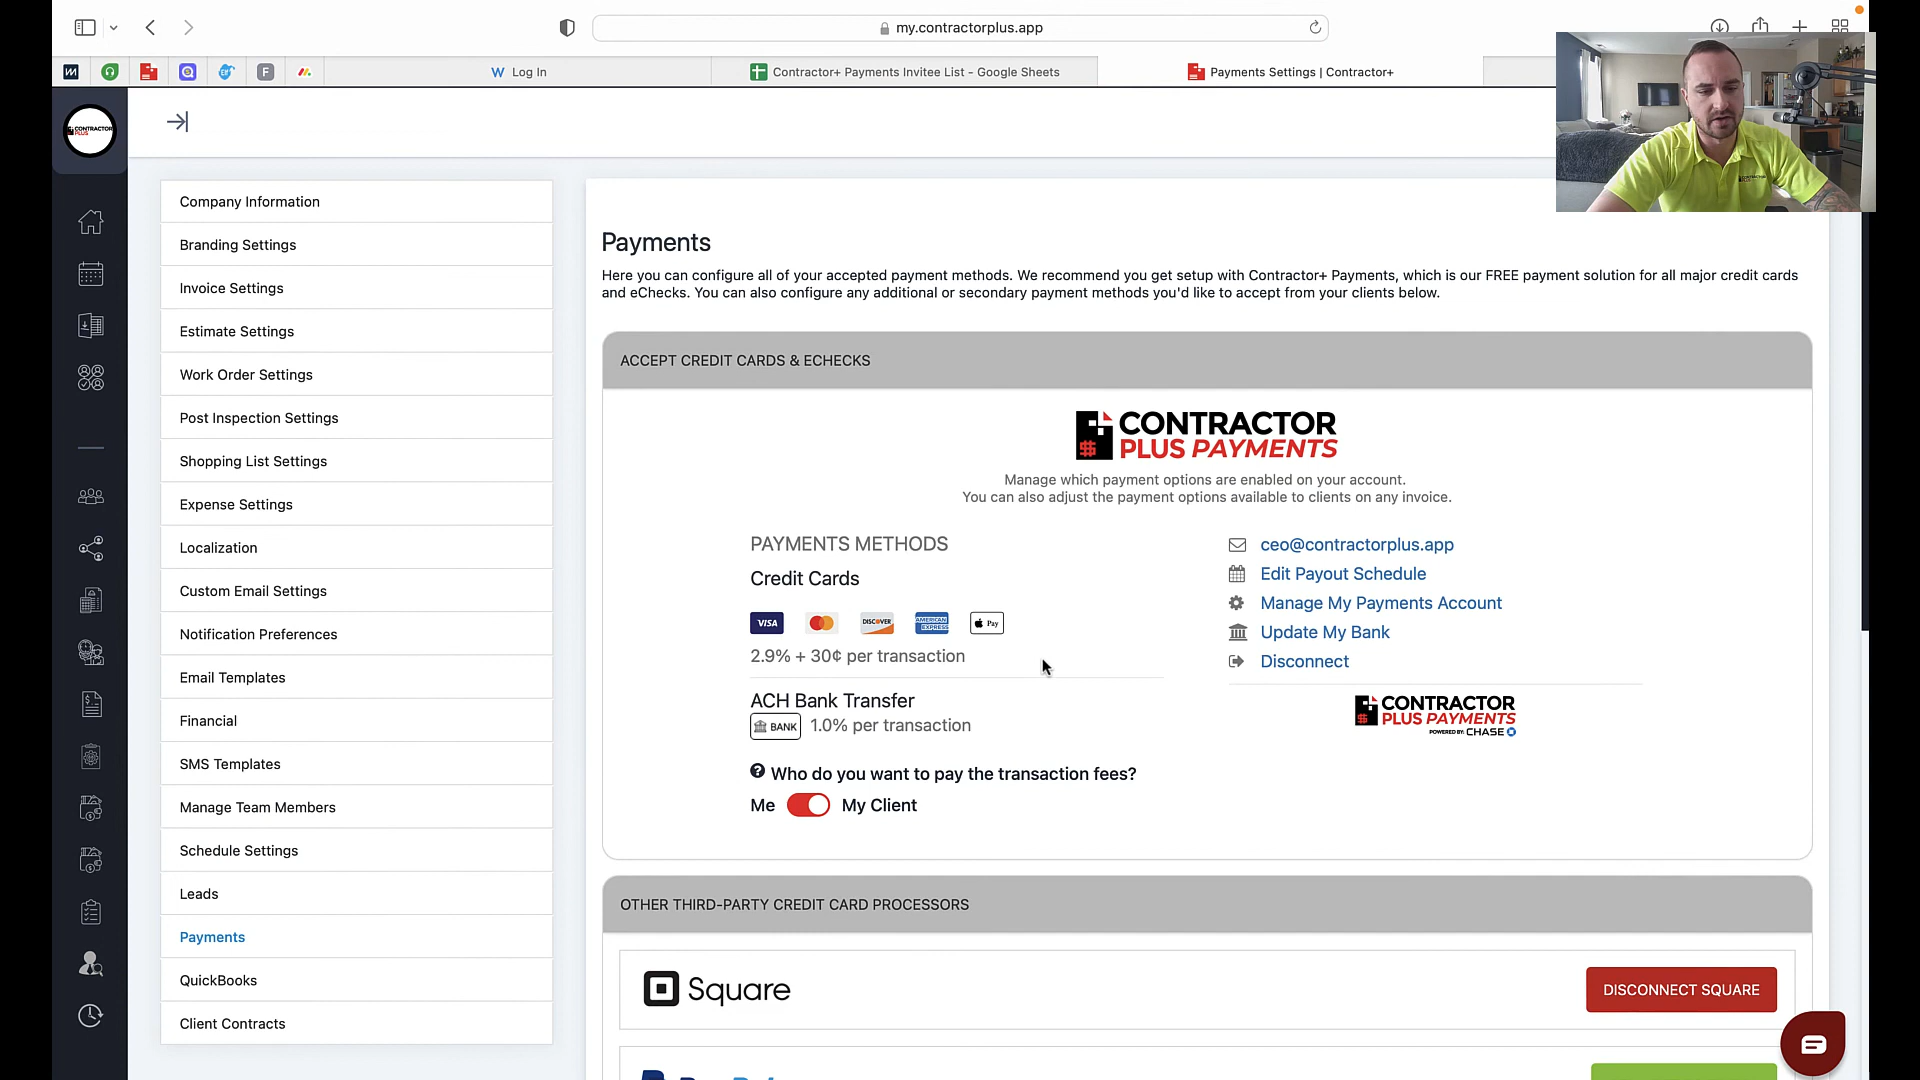 my.contractorplus.app
Log In
Contractor+ Payments Invitee List - Google Sheets
Payments Settings | Contractor+
CONTRACTOR
PLUS
Company Information
Branding Settings
Invoice Settings
Estimate Settings
Work Order Settings
Post Inspection Settings
Shopping List Settings
Expense Settings
Localization
Custom Email Settings
Notification Preferences
Email Templates
Financial
SMS Templates
Manage Team Members
Schedule Settings
Leads
Payments
QuickBooks
Client Contracts
Payments
Here you can configure all of your accepted payment methods. We recommend you get setup with Contractor+ Payments, which is our FREE payment solution for all major credit cards
and eChecks. You can also configure any additional or secondary payment methods you'd like to accept from your clients below.
ACCEPT CREDIT CARDS & ECHECKS
CONTRACTOR
PLUS PAYMENTS
Manage which payment options are enabled on your account.
You can also adjust the payment options available to clients on any invoice.
PAYMENTS METHODS
Credit Cards
VISA
DISCOVER
AMERICAN EXPRESS
Pay
2.9% + 30¢ per transaction
ACH Bank Transfer
BANK 1.0% per transaction
Who do you want to pay the transaction fees?
Me My Client
ceo@contractorplus.app
Edit Payout Schedule
Manage My Payments Account
Update My Bank
Disconnect
CONTRACTOR
PLUS PAYMENTS
POWERED BY: CHASE
OTHER THIRD-PARTY CREDIT CARD PROCESSORS
Square
DISCONNECT SQUARE